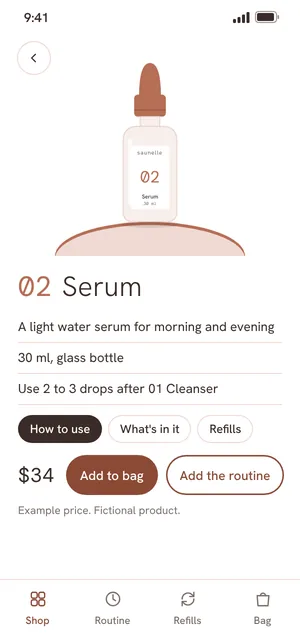 9:41
saunelle
02
Serum
30 ml
02 Serum
A light water serum for morning and evening
30 ml, glass bottle
Use 2 to 3 drops after 01 Cleanser
How to use
What's in it
Refills
$34
Add to bag
Add the routine
Example price. Fictional product.
Shop
Routine
Refills
Bag